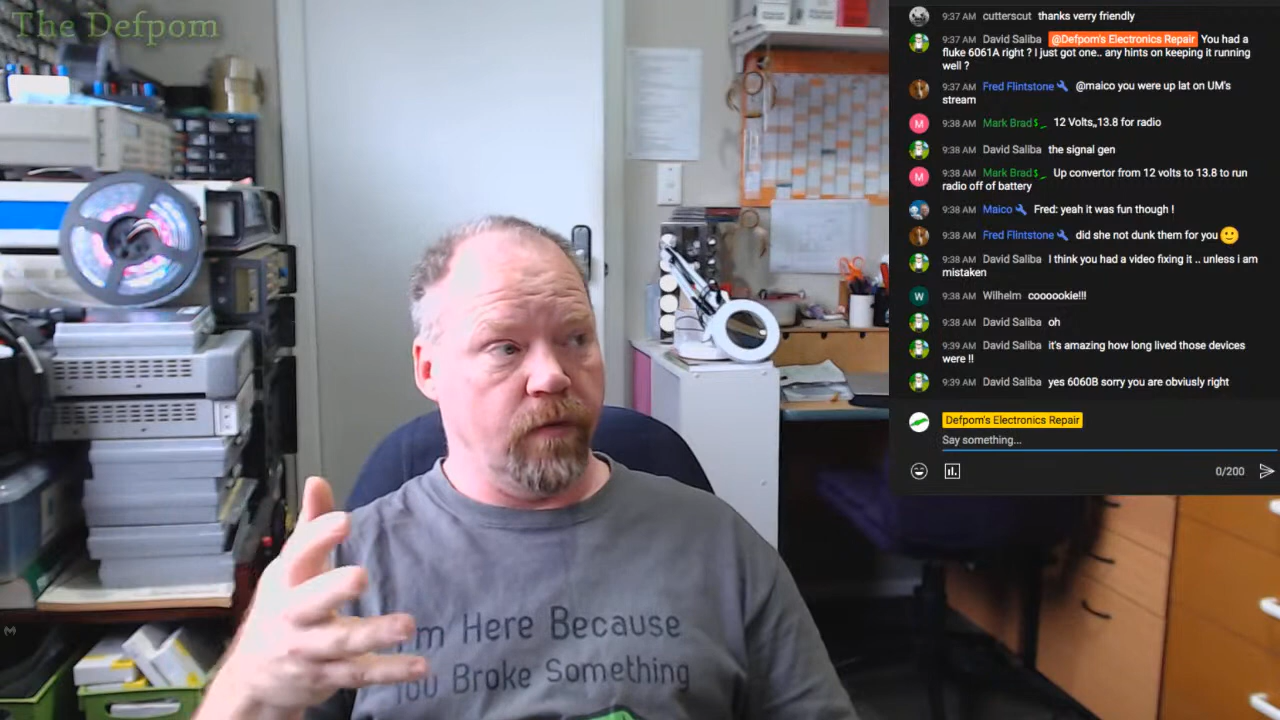 The Defpom
I'm Here Because
You Broke Something
9:37 AM cutterscut thanks verry friendly
9:37 AM David Saliba @Defpom's Electronics Repair You had a
fluke 6061A right ? I just got one.. any hints on keeping it running
well ?
9:37 AM Fred Flintstone @maico you were up lat on UM's
stream
M 9:38 AM Mark Brad$_ 12 Volts,,13.8 for radio
9:38 AM David Saliba the signal gen
M 9:38 AM Mark Brad$_ Up convertor from 12 volts to 13.8 to run
radio off of battery
9:38 AM Maico Fred: yeah it was fun though !
9:38 AM Fred Flintstone did she not dunk them for you🙂
9:38 AM David Saliba I think you had a video fixing it .. unless i am
mistaken
W 9:38 AM Wilhelm coooookie!!!
9:38 AM David Saliba oh
9:39 AM David Saliba it's amazing how long lived those devices
were !!
9:39 AM David Saliba yes 6060B sorry you are obviusly right
Defpom's Electronics Repair
Say something...
0/200